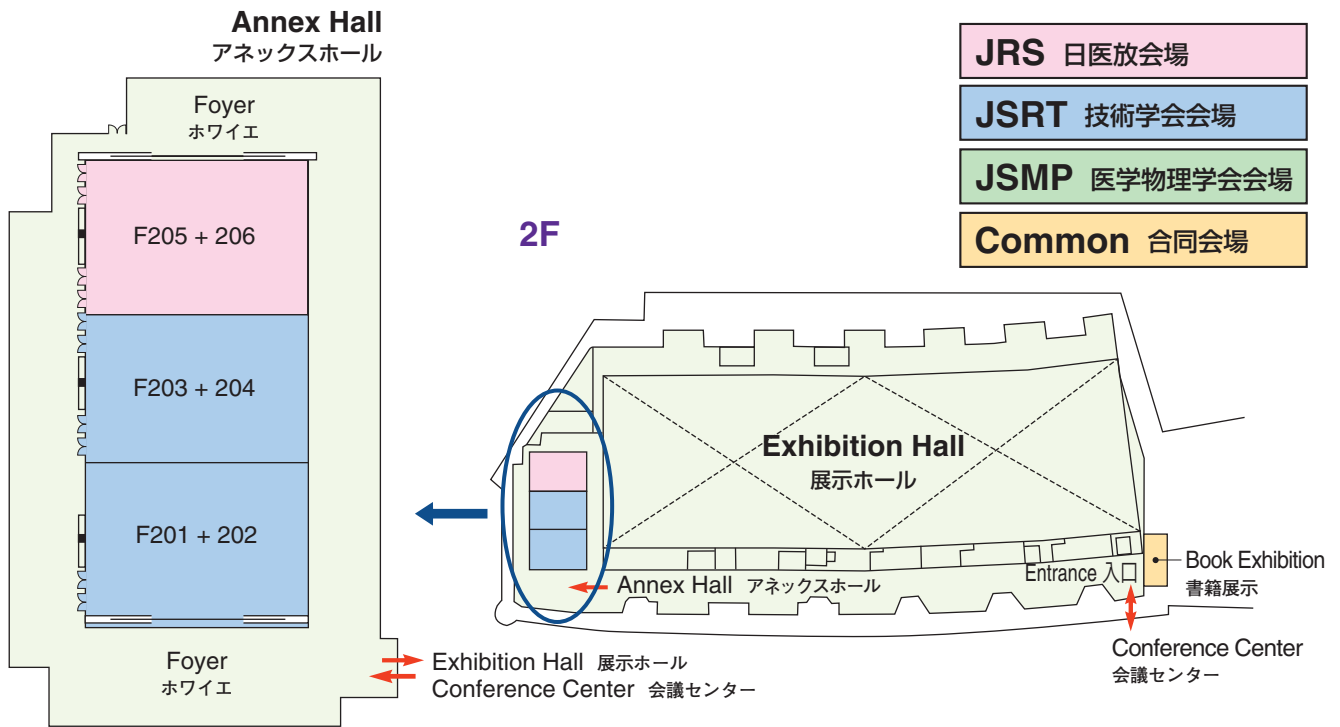 Annex Hall
アネックスホール
Foyer
ホワイエ
F205 + 206
F203 + 204
F201 + 202
Foyer
ホワイエ
Exhibition Hall 展示ホール
Conference Center 会議センター
JRS 日医放会場
JSRT 技術学会会場
JSMP 医学物理学会会場
Common 合同会場
2F
Exhibition Hall
展示ホール
Annex Hall アネックスホール
Entrance 入口
Book Exhibition
書籍展示
Conference Center
会議センター